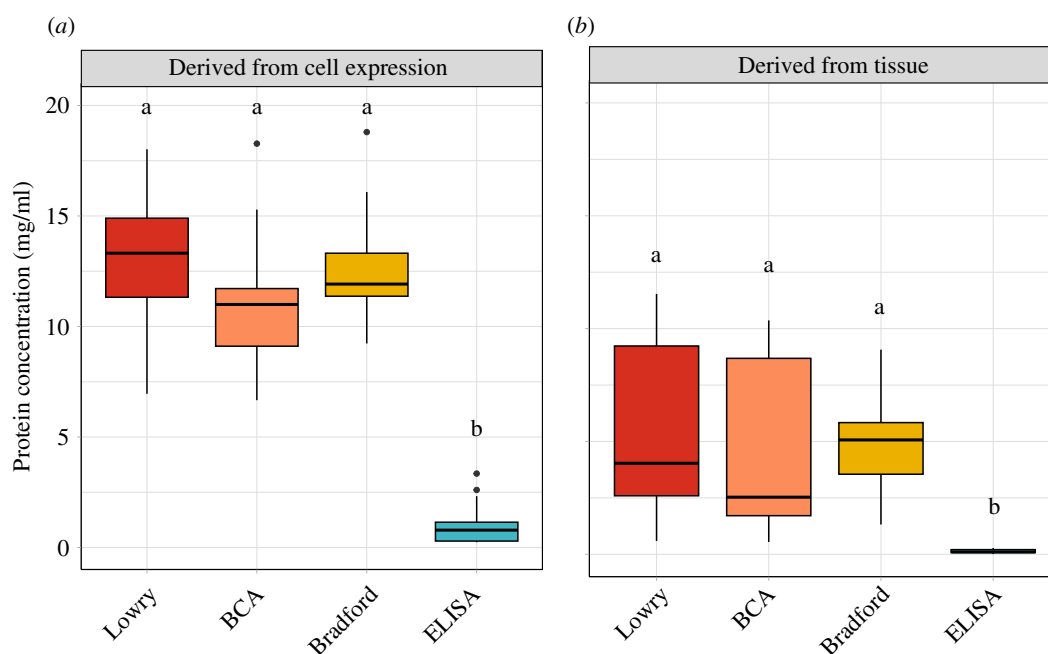 (a)
Derived from cell expression
Protein concentration (mg/ml)
20
15
10
5
0
a
a
a
b
Lowry
BCA
Bradford
ELISA
(b)
Derived from tissue
a
a
a
b
Lowry
BCA
Bradford
ELISA